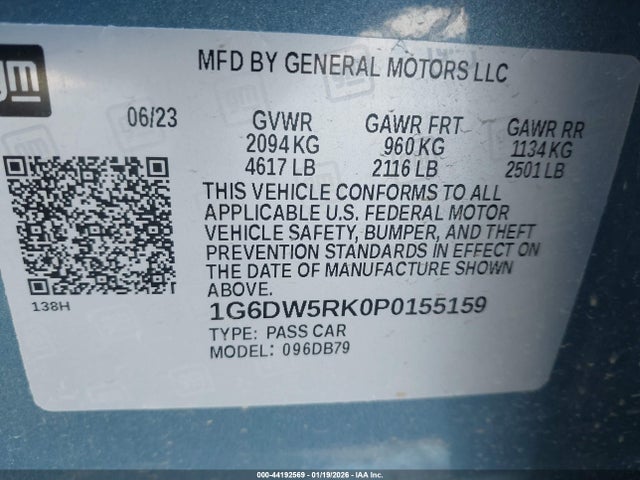 gm
MFD BY GENERAL MOTORS LLC
06/23
GVWR GAWR FRT GAWR RR
2094 KG 960 KG 1134 KG
4617 LB 2116 LB 2501 LB
THIS VEHICLE CONFORMS TO ALL
APPLICABLE U.S. FEDERAL MOTOR
VEHICLE SAFETY, BUMPER, AND THEFT
PREVENTION STANDARDS IN EFFECT ON
THE DATE OF MANUFACTURE SHOWN
ABOVE.
138H
1G6DW5RK0P0155159
TYPE: PASS CAR
MODEL: 096DB79
000-44192569 - 01/19/2026 - IAA Inc.